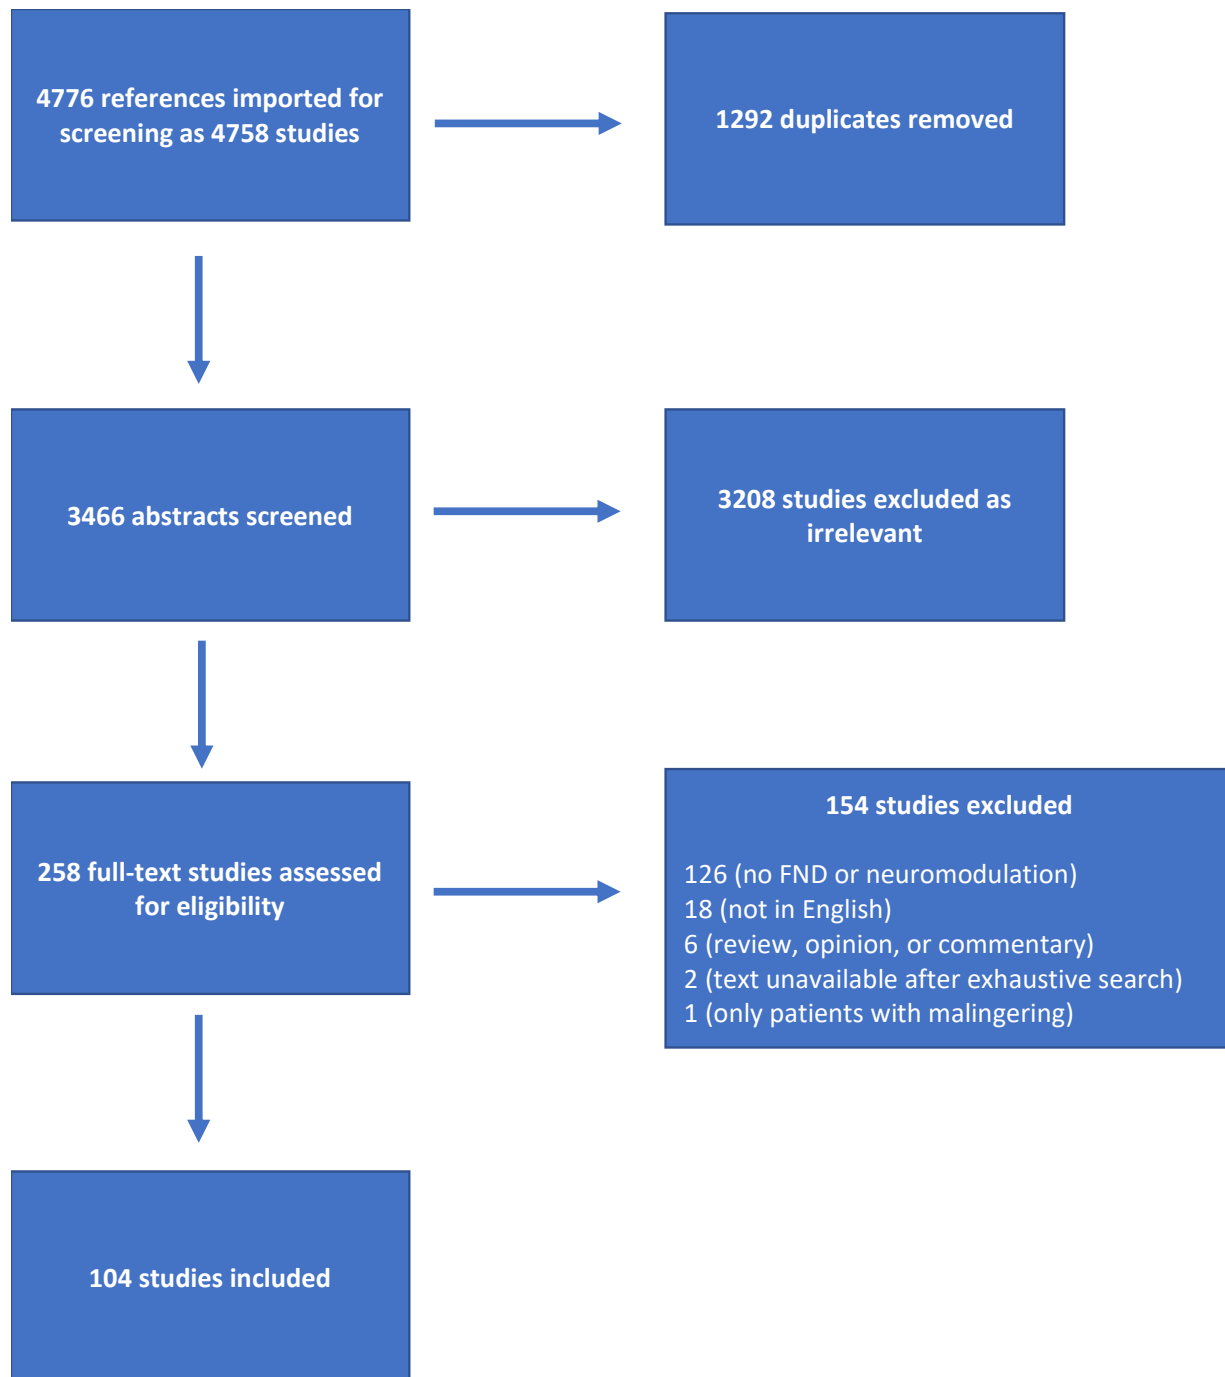 4776 references imported for
screening as 4758 studies
1292 duplicates removed
3466 abstracts screened
3208 studies excluded as
irrelevant
258 full-text studies assessed
for eligibility
154 studies excluded
126 (no FND or neuromodulation)
18 (not in English)
6 (review, opinion, or commentary)
2 (text unavailable after exhaustive search)
1 (only patients with malingering)
104 studies included